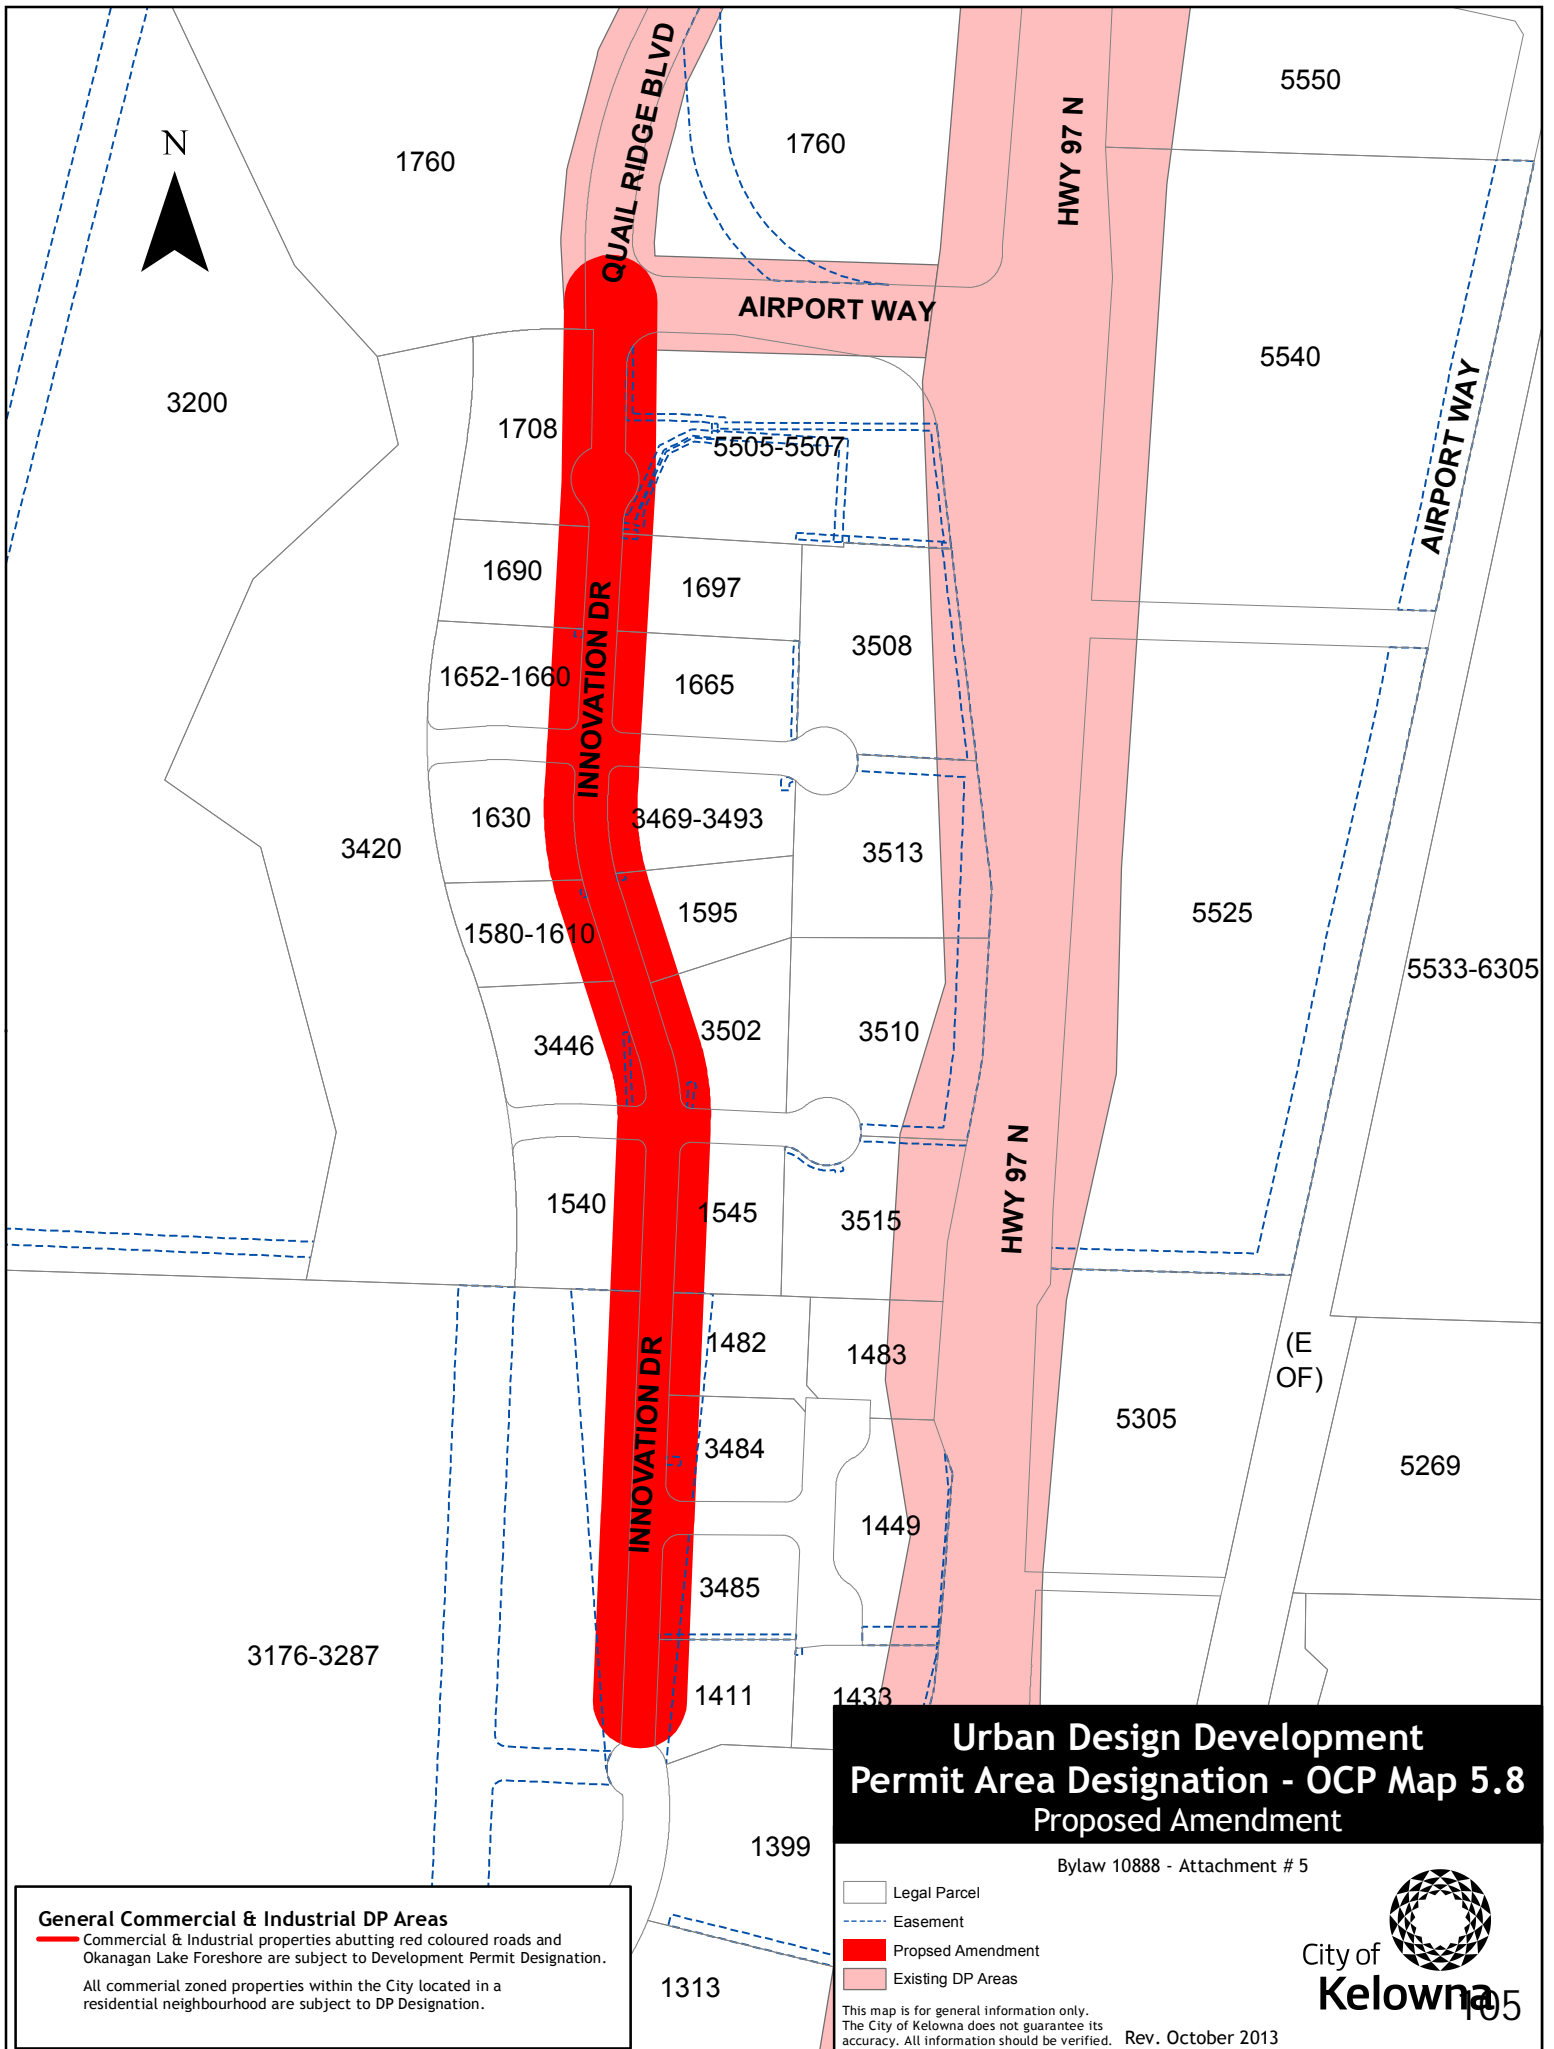 QUAIL RIDGE BLVD
HWY 97 N
5550
N
1760
1760
AIRPORT WAY
5540
3200
AIRPORT WAY
1708
5505-5507
1690
1697
INNOVATION DR
3508
1652-1660
1665
1630
3469-3493
3420
3513
1595
5525
1580-1610
5533-6305
3502
3510
3446
HWY 97 N
1540
1545
3515
1482
1483
(E
OF)
INNOVATION DR
5305
3484
5269
1449
3485
3176-3287
1411
1433
1399
1313
Urban Design Development
Permit Area Designation - OCP Map 5.8
Proposed Amendment
Bylaw 10888 - Attachment # 5
Legal Parcel
Easement
Propsed Amendment
Existing DP Areas
This map is for general information only.
The City of Kelowna does not guarantee its
accuracy. All information should be verified.
Rev. October 2013
City of
Kelowna
105
General Commercial & Industrial DP Areas
Commercial & Industrial properties abutting red coloured roads and
Okanagan Lake Foreshore are subject to Development Permit Designation.
All commerial zoned properties within the City located in a
residential neighbourhood are subject to DP Designation.